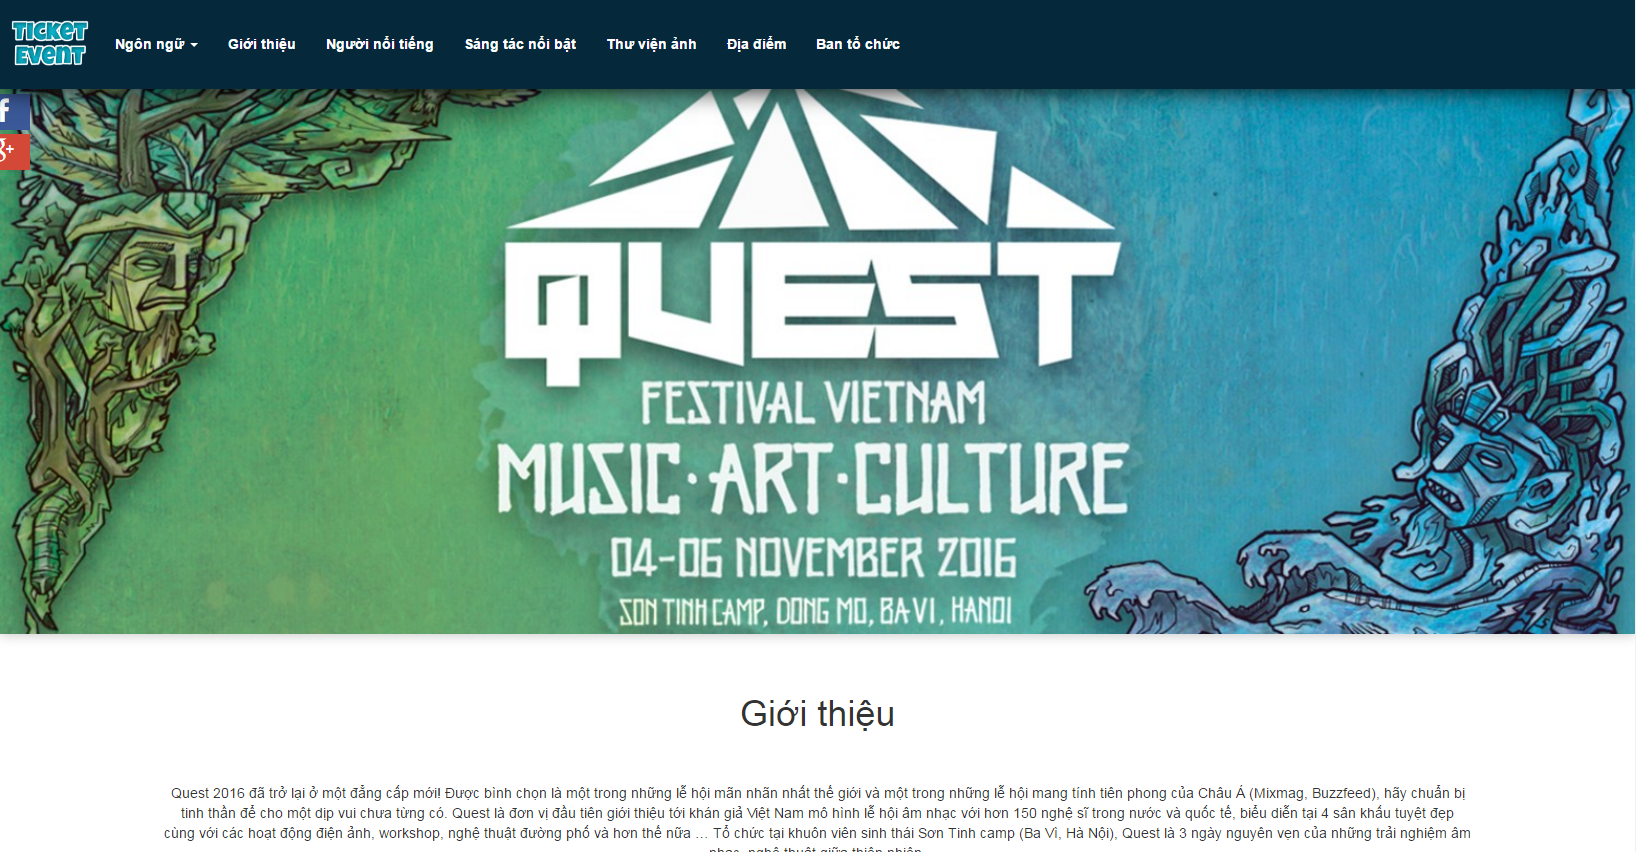 TICKET
EVENT
Ngôn ngữ
Giới thiệu
Người nổi tiếng
Sáng tác nổi bật
Thư viện ảnh
Địa điểm
Ban tổ chức
f
g+
QUEST
FESTIVAL VIETNAM
MUSIC·ART·CULTURE
04-06 NOVEMBER 2016
SON TINH CAMP, DONG MO, BA VI, HANOI
Giới thiệu
Quest 2016 đã trở lại ở một đẳng cấp mới! Được bình chọn là một trong những lễ hội mãn nhãn nhất thế giới và một trong những lễ hội mang tính tiên phong của Châu Á (Mixmag, Buzzfeed), hãy chuẩn bị
tinh thần để cho một dịp vui chưa từng có. Quest là đơn vị đầu tiên giới thiệu tới khán giả Việt Nam mô hình lễ hội âm nhạc với hơn 150 nghệ sĩ trong nước và quốc tế, biểu diễn tại 4 sân khấu tuyệt đẹp
cùng với các hoạt động điện ảnh, workshop, nghệ thuật đường phố và hơn thế nữa ... Tổ chức tại khuôn viên sinh thái Sơn Tinh camp (Ba Vì, Hà Nội), Quest là 3 ngày nguyên vẹn của những trải nghiệm âm
nhạc, nghệ thuật giữa thiên nhiên